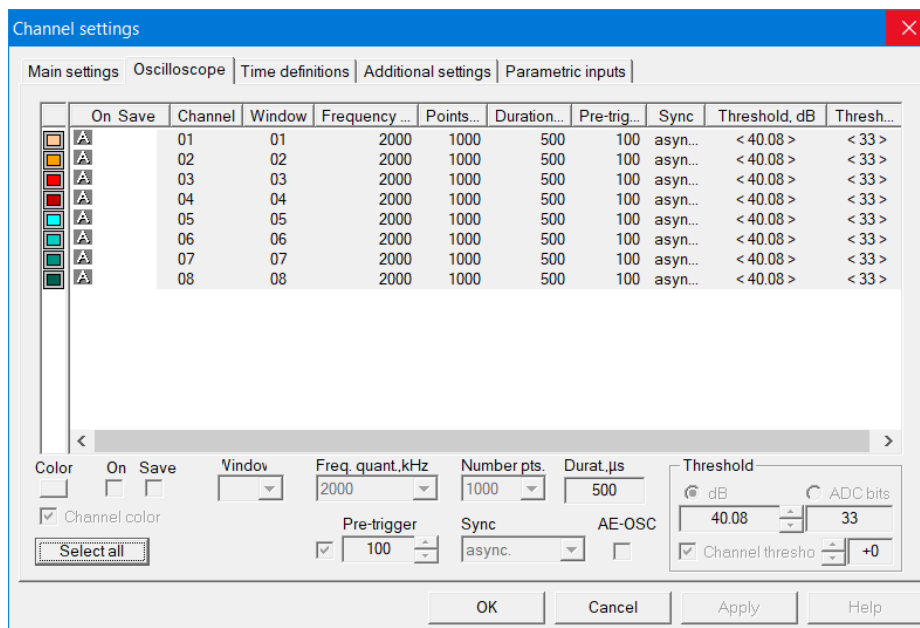 Channel settings
Main settings Oscilloscope Time definitions Additional settings Parametric inputs
On Save Channel Window Frequency ... Points... Duration... Pre-trig... Sync Threshold, dB Thresh...
A 01 01 2000 1000 500 100 asyn... < 40.08 > < 33 >
A 02 02 2000 1000 500 100 asyn... < 40.08 > < 33 >
A 03 03 2000 1000 500 100 asyn... < 40.08 > < 33 >
A 04 04 2000 1000 500 100 asyn... < 40.08 > < 33 >
A 05 05 2000 1000 500 100 asyn... < 40.08 > < 33 >
A 06 06 2000 1000 500 100 asyn... < 40.08 > < 33 >
A 07 07 2000 1000 500 100 asyn... < 40.08 > < 33 >
A 08 08 2000 1000 500 100 asyn... < 40.08 > < 33 >
Color On Save Window Freq. quant.,kHz Number pts. Durat.,µs Threshold
2000 1000 500 dB ADC bits
Channel color Pre-trigger Sync AE-OSC 40.08 33
Select all 100 async. Channel thresho +0
OK Cancel Apply Help